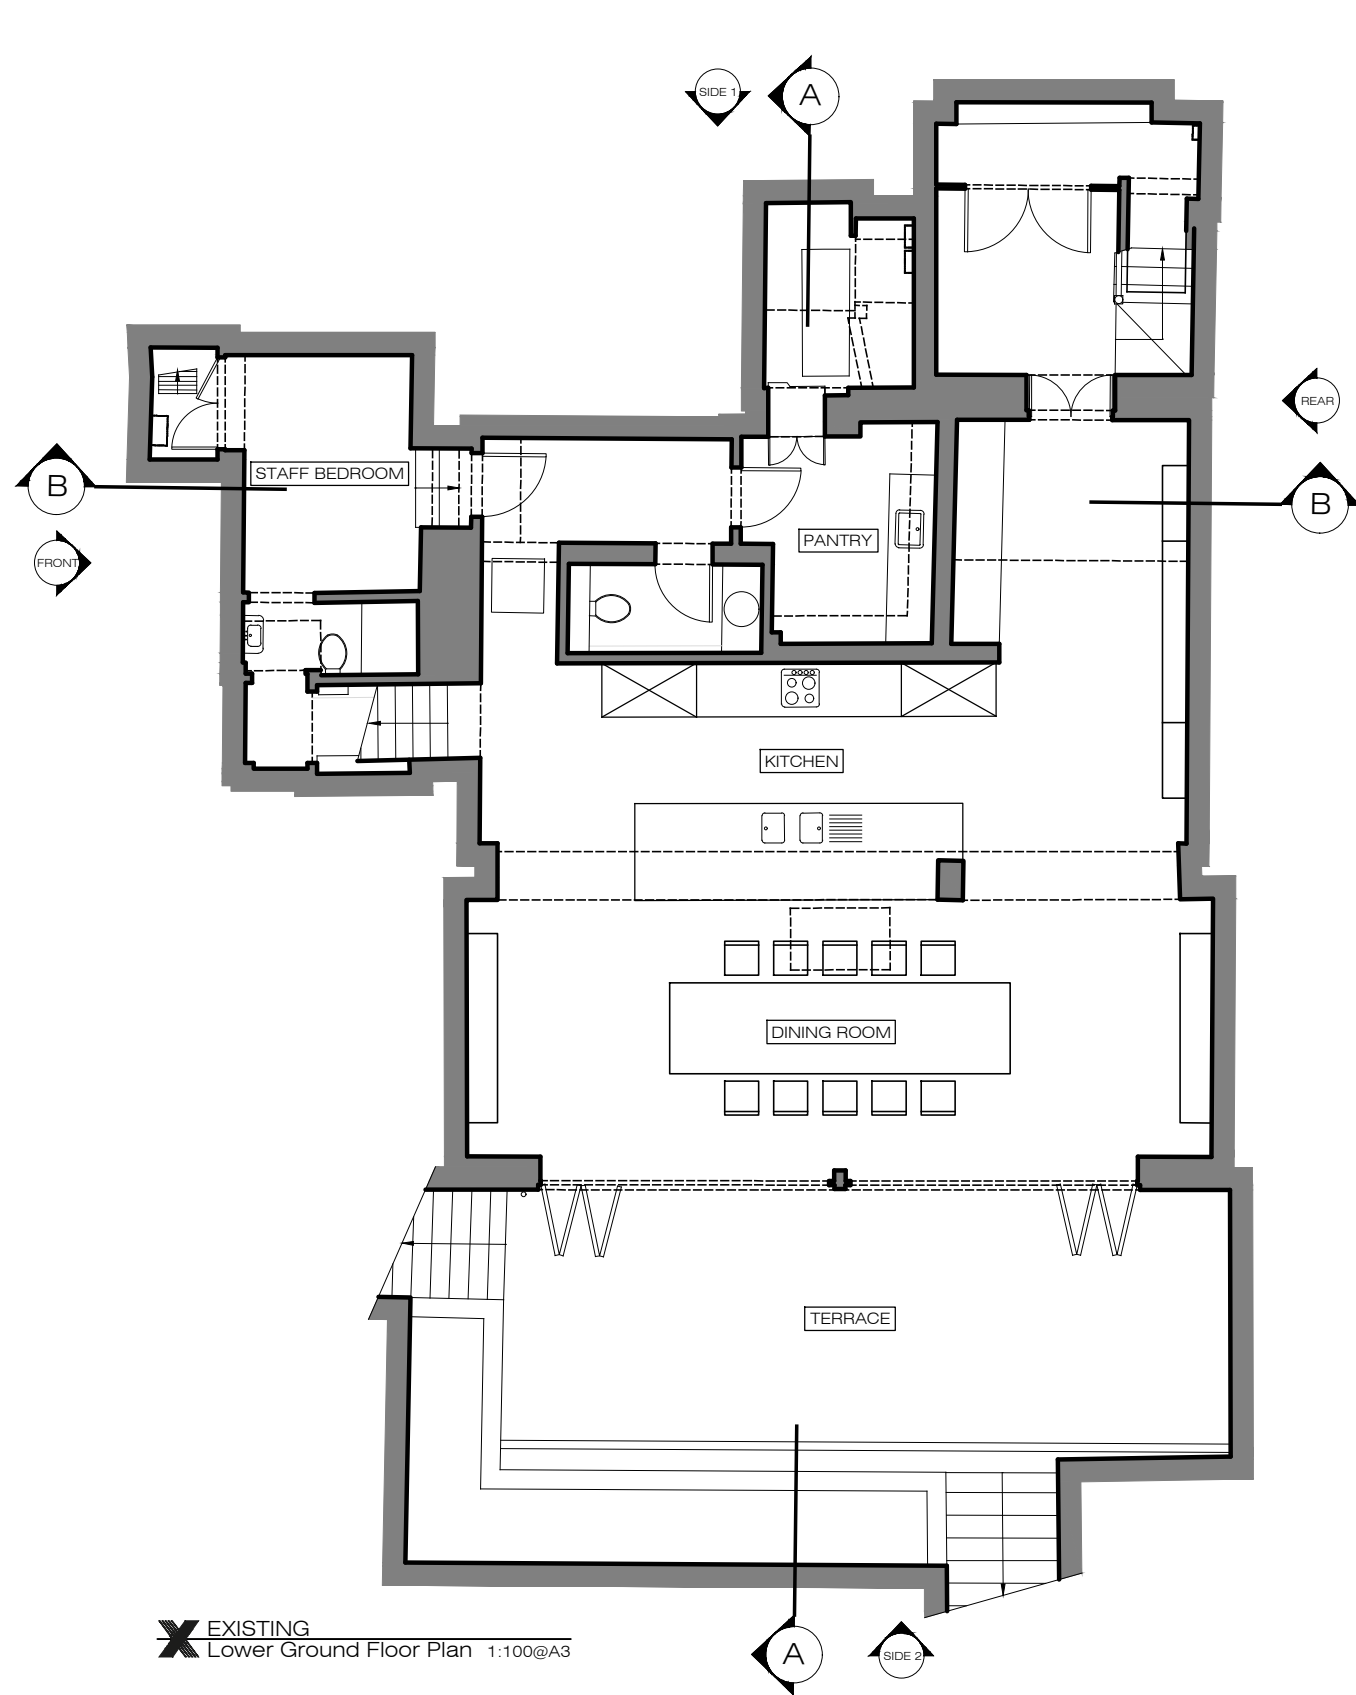 SIDE 1
A
REAR
STAFF BEDROOM
B
B
PANTRY
FRONT
KITCHEN
DINING ROOM
TERRACE
EXISTING
Lower Ground Floor Plan 1:100@A3
A
SIDE 2